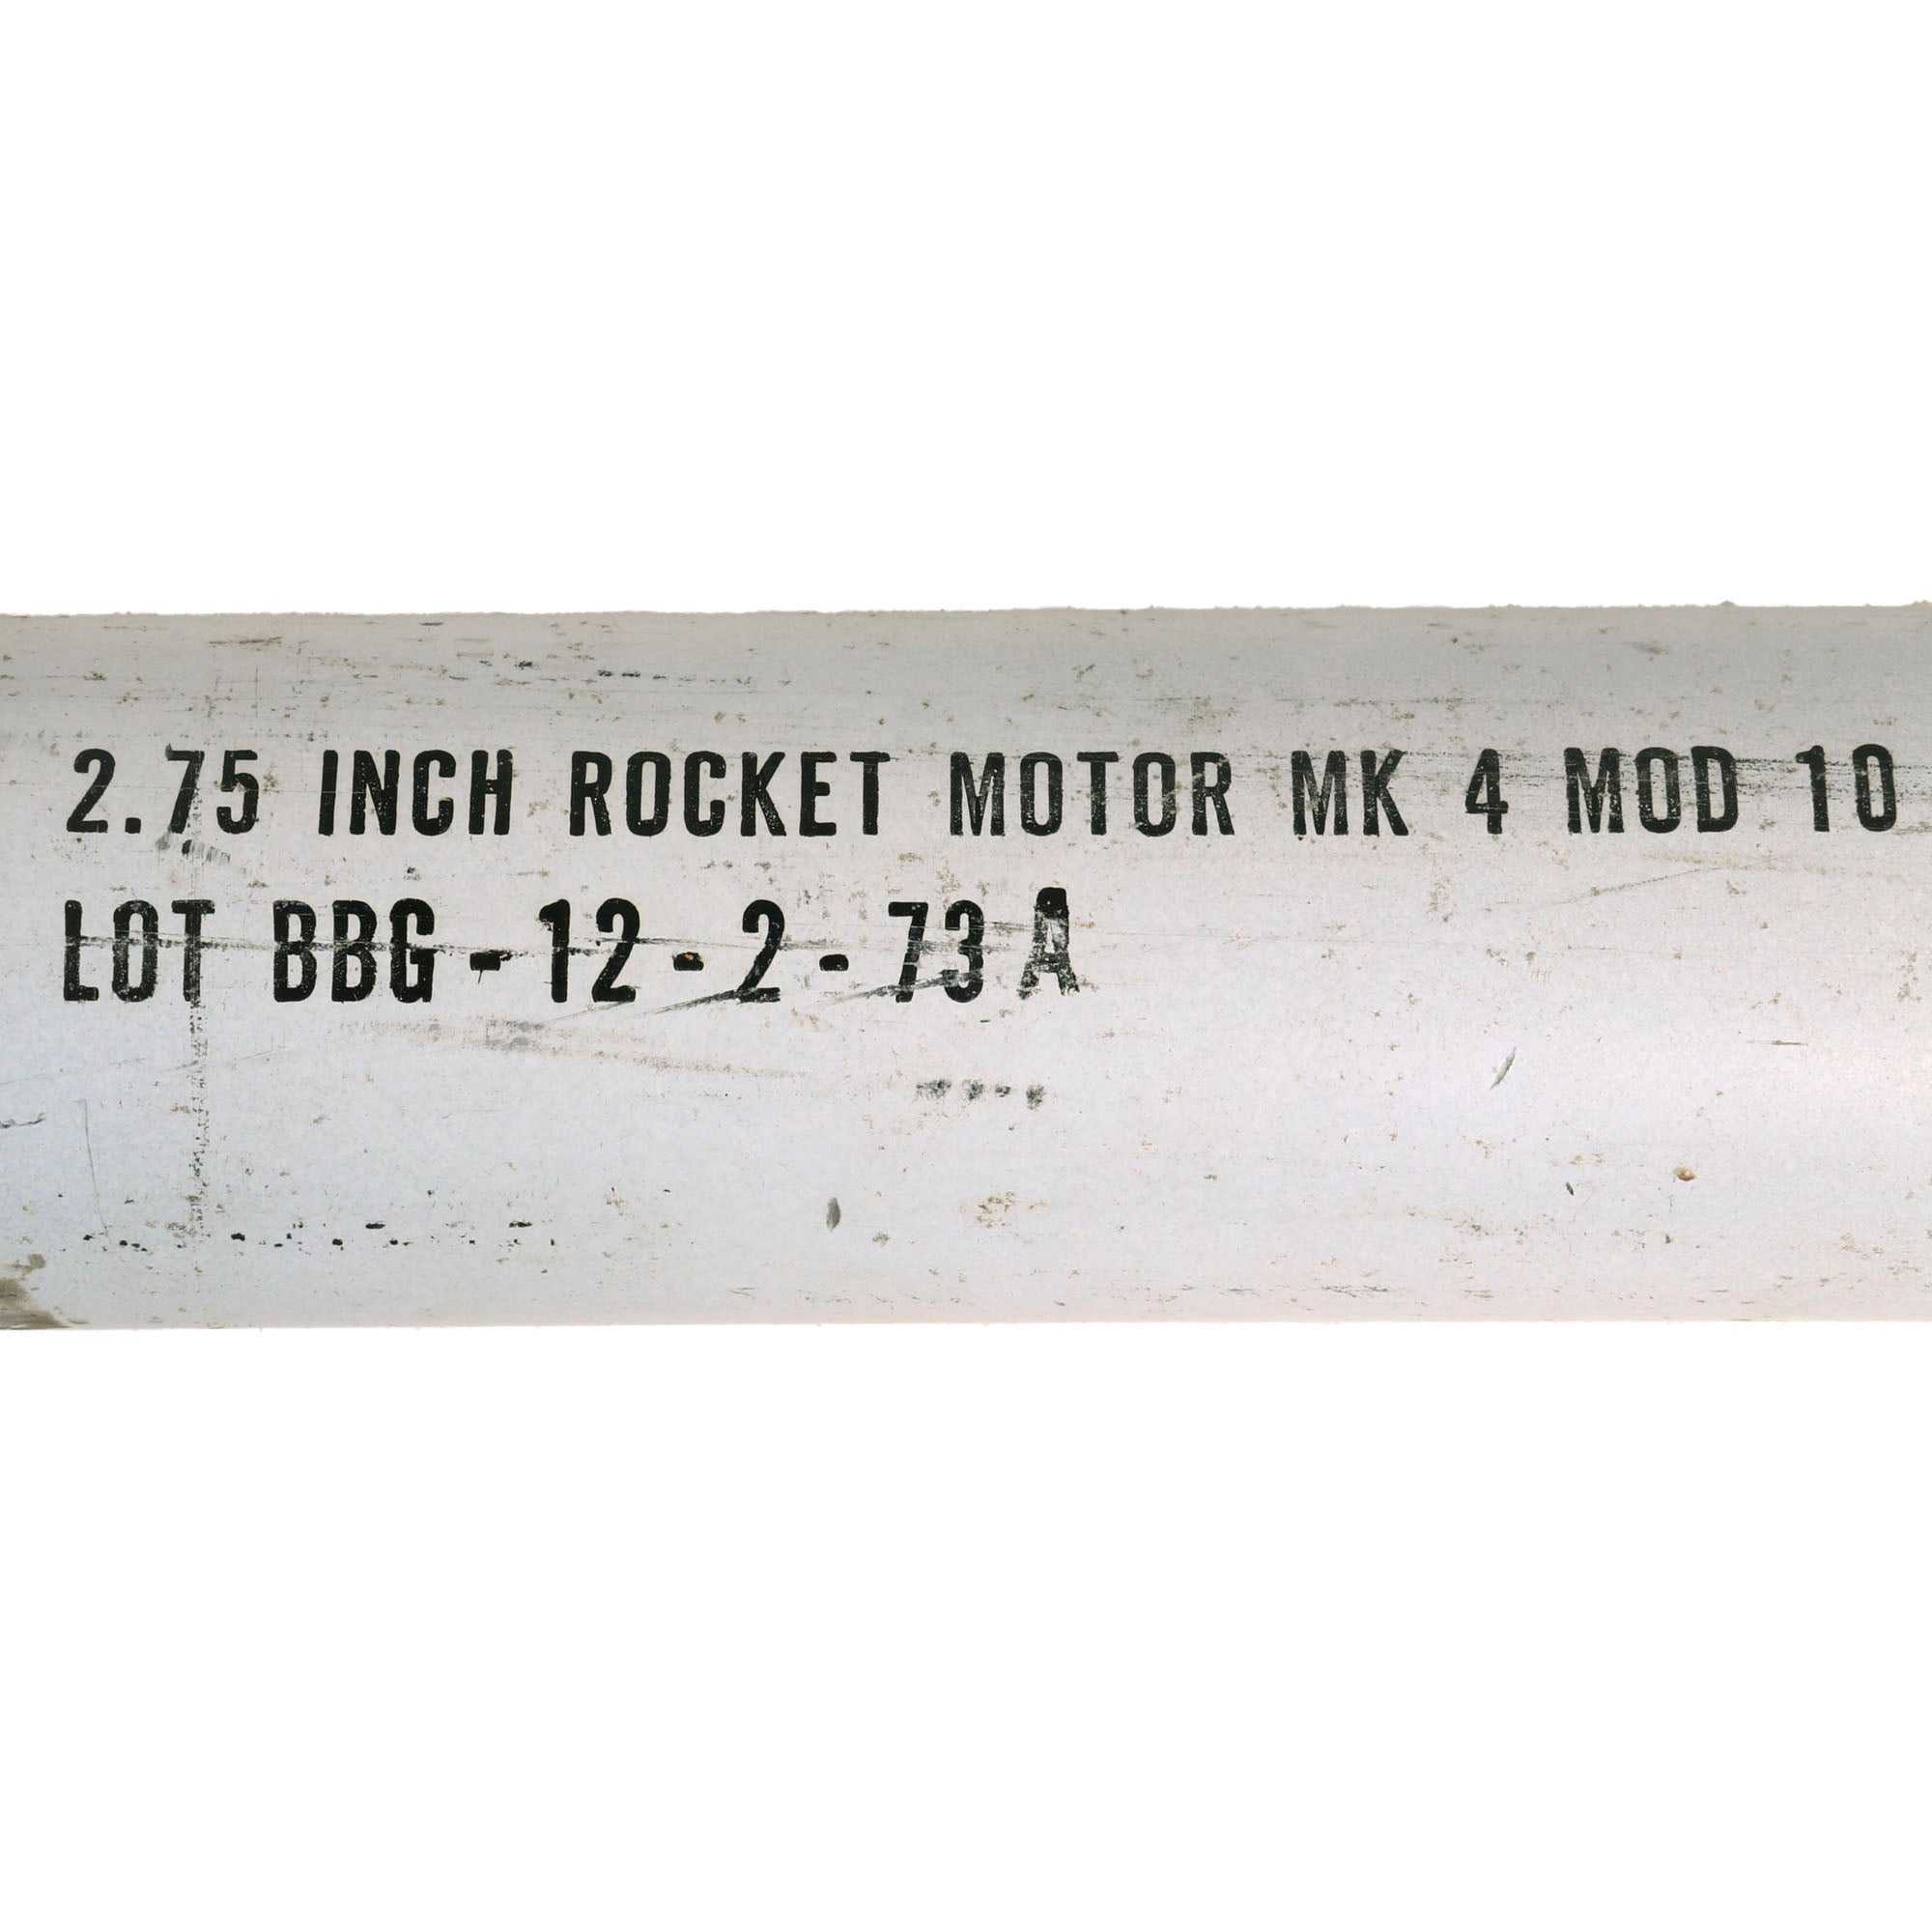 2.75 INCH ROCKET MOTOR MK 4 MOD 10
LOT BBG - 12 - 2 - 73 A